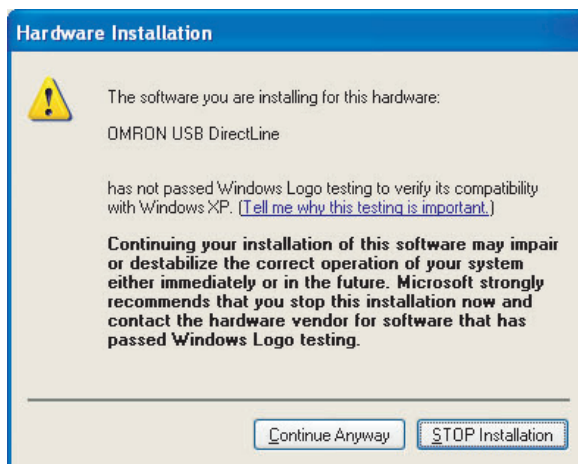 Hardware Installation
The software you are installing for this hardware:
OMRON USB DirectLine
has not passed Windows Logo testing to verify its compatibility
with Windows XP. (Tell me why this testing is important.)
Continuing your installation of this software may impair
or destabilize the correct operation of your system
either immediately or in the future. Microsoft strongly
recommends that you stop this installation now and
contact the hardware vendor for software that has
passed Windows Logo testing.
Continue Anyway STOP Installation